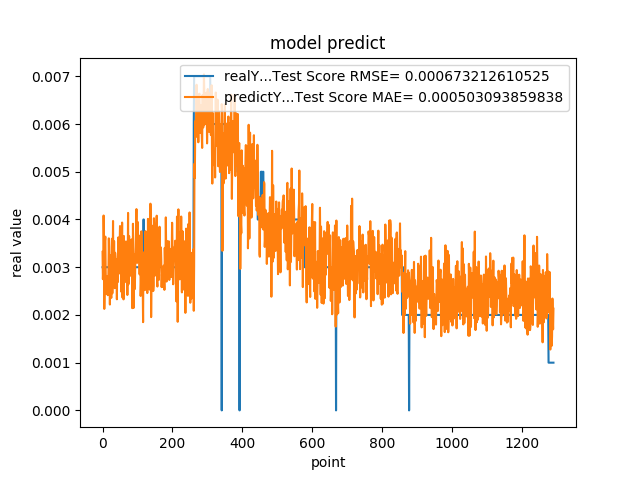 model predict
realY...Test Score RMSE= 0.000673212610525
predictY...Test Score MAE= 0.000503093859838
0.007
0.006
0.005
0.004
0.003
0.002
0.001
0.000
real value
0 200 400 600 800 1000 1200
point